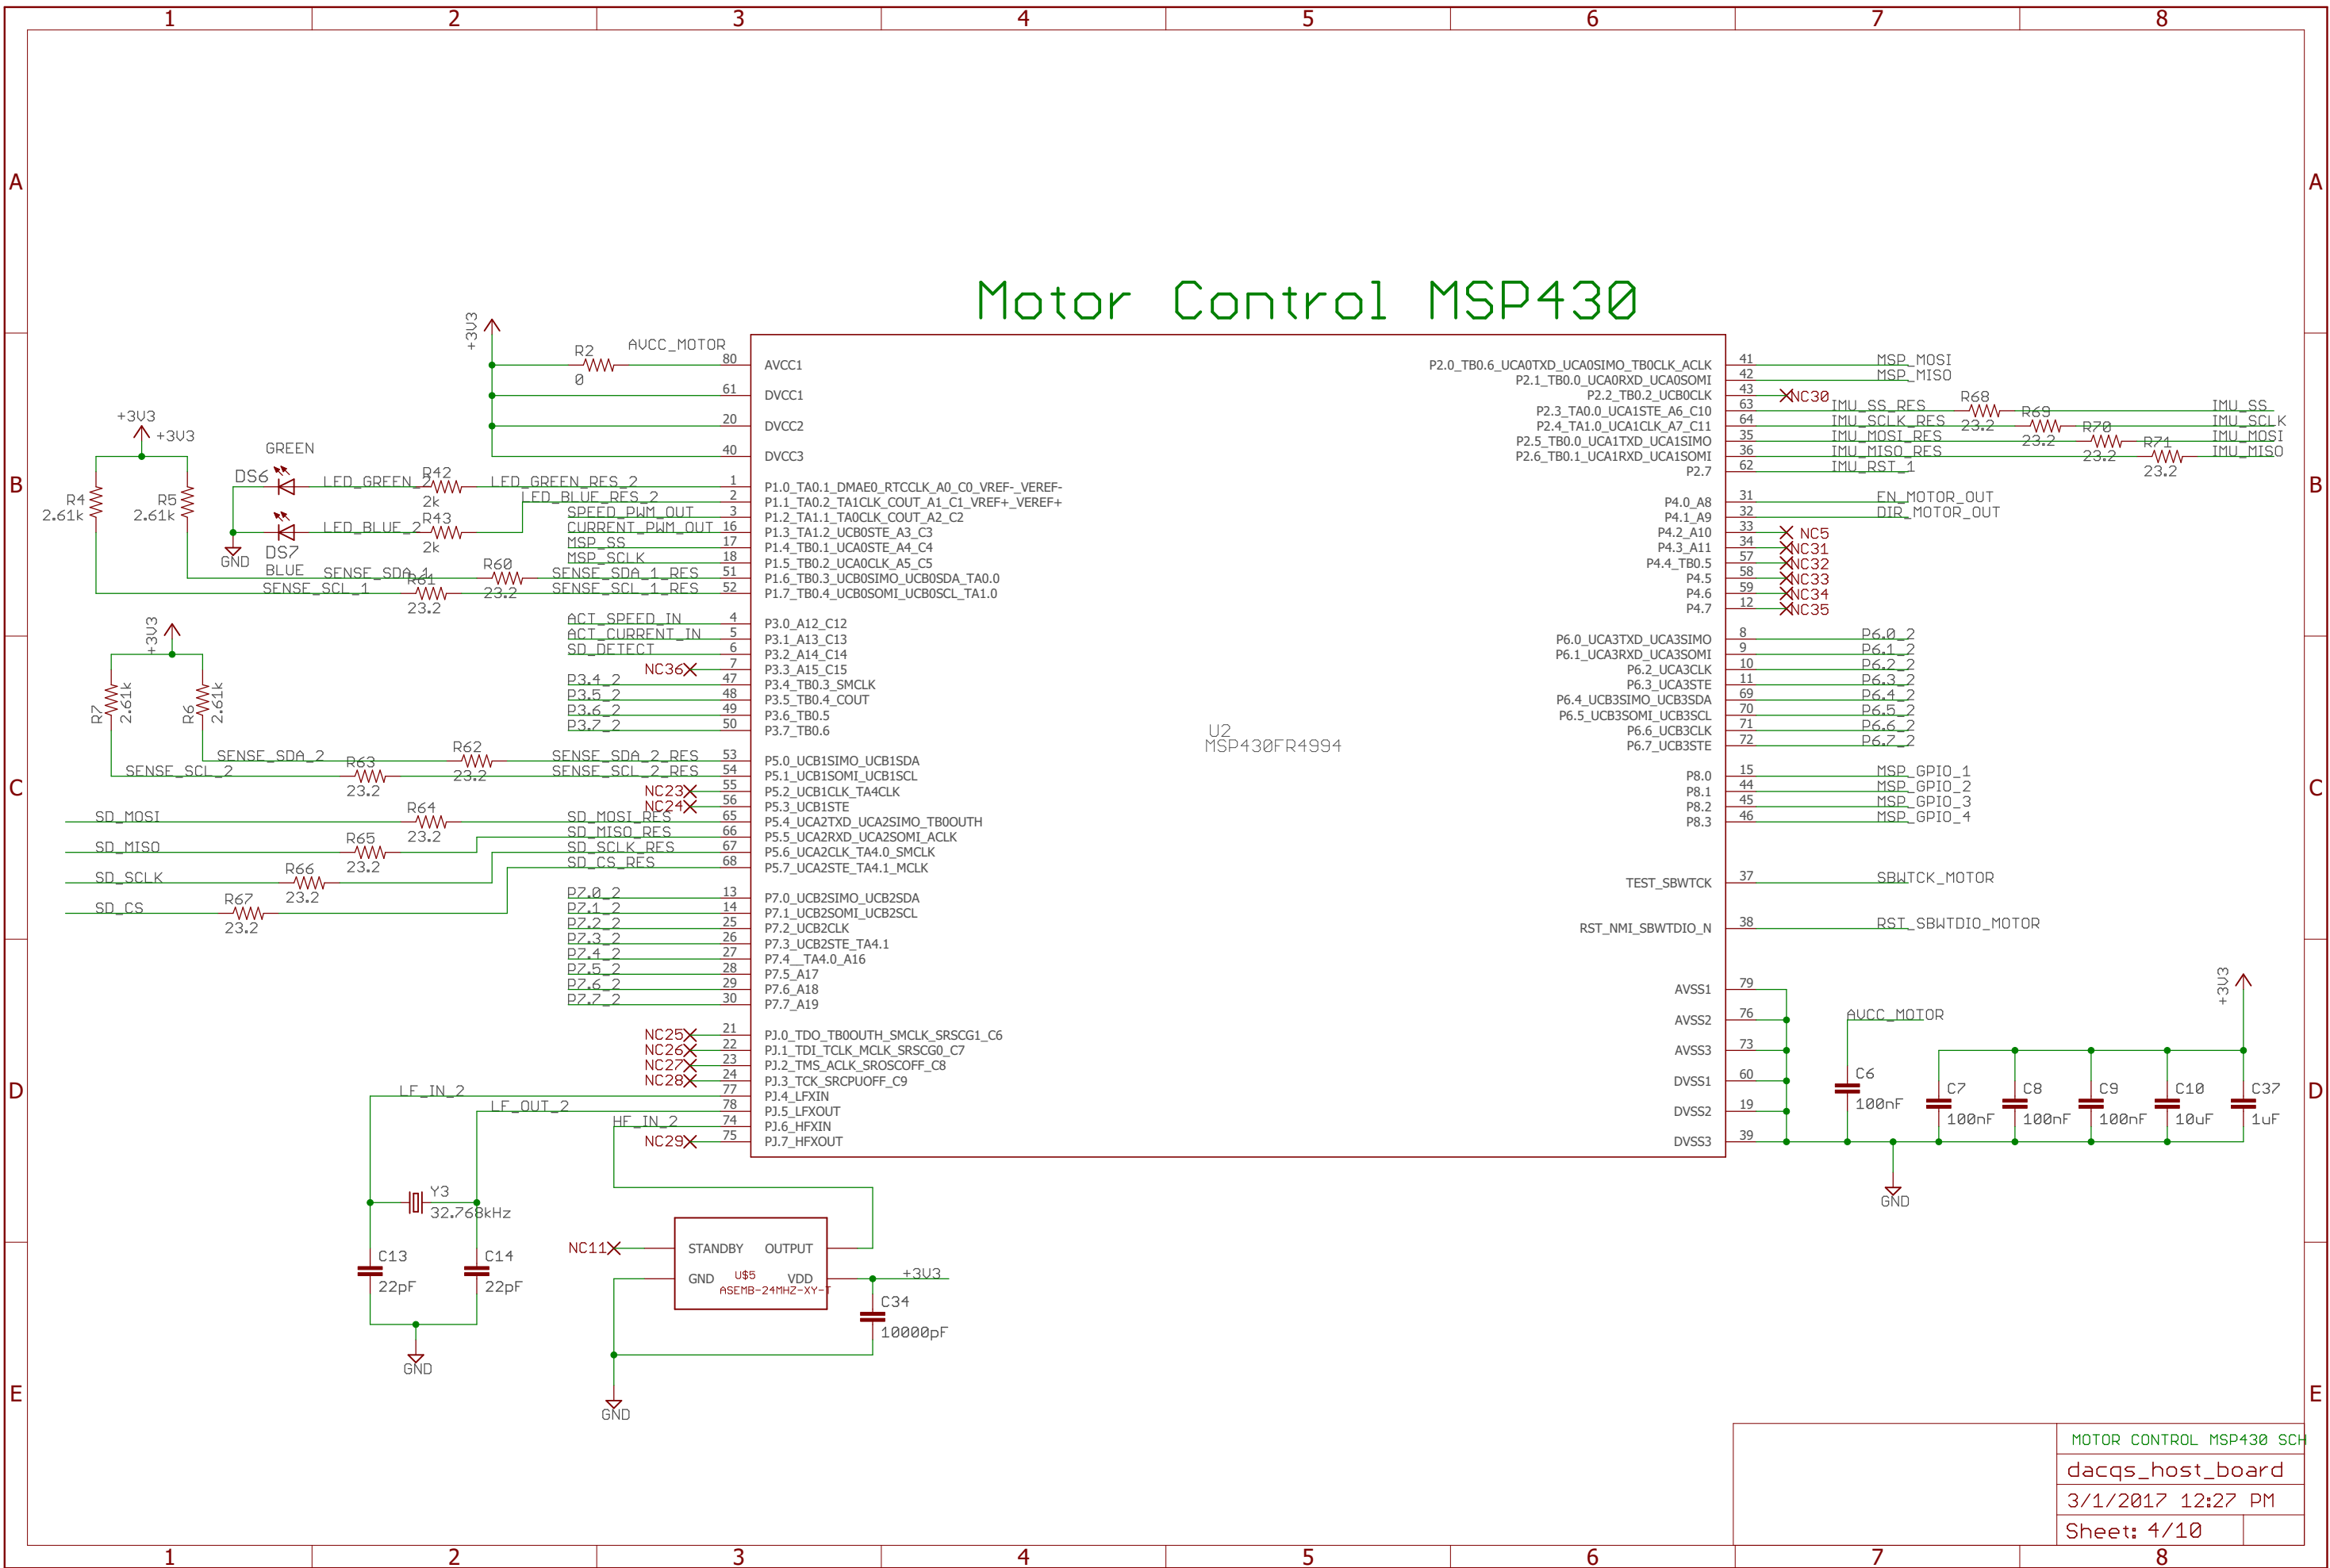 1 2 3 4 5 6 7 8
A A
B B
C C
D D
E E
Motor Control MSP430
+3V3
R2
0
AVCC_MOTOR
80 AVCC1
61 DVCC1
20 DVCC2
40 DVCC3
+3V3
+3V3
R4
2.61k
R5
2.61k
GREEN
DS6
LED_GREEN_2
R42
2k
LED_GREEN_RES_2
DS7
BLUE
LED_BLUE_2
R43
2k
LED_BLUE_RES_2
GND
SPEED_PWM_OUT
CURRENT_PWM_OUT
MSP_SS
MSP_SCLK
SENSE_SDA_1
R60
23.2
SENSE_SDA_1_RES
SENSE_SCL_1
R61
23.2
SENSE_SCL_1_RES
1 P1.0_TA0.1_DMAE0_RTCCLK_A0_C0_VREF-_VEREF-
2 P1.1_TA0.2_TA1CLK_COUT_A1_C1_VREF+_VEREF+
3 P1.2_TA1.1_TA0CLK_COUT_A2_C2
16 P1.3_TA1.2_UCB0STE_A3_C3
17 P1.4_TB0.1_UCA0STE_A4_C4
18 P1.5_TB0.2_UCA0CLK_A5_C5
51 P1.6_TB0.3_UCB0SIMO_UCB0SDA_TA0.0
52 P1.7_TB0.4_UCB0SOMI_UCB0SCL_TA1.0
ACT_SPEED_IN 4 P3.0_A12_C12
ACT_CURRENT_IN 5 P3.1_A13_C13
SD_DETECT 6 P3.2_A14_C14
NC36 7 P3.3_A15_C15
P3.4_2 47 P3.4_TB0.3_SMCLK
P3.5_2 48 P3.5_TB0.4_COUT
P3.6_2 49 P3.6_TB0.5
P3.7_2 50 P3.7_TB0.6
+3V3
R7
2.61k
R6
2.61k
SENSE_SDA_2
R62
23.2
SENSE_SDA_2_RES
SENSE_SCL_2
R63
23.2
SENSE_SCL_2_RES
53 P5.0_UCB1SIMO_UCB1SDA
54 P5.1_UCB1SOMI_UCB1SCL
NC23 55 P5.2_UCB1CLK_TA4CLK
NC24 56 P5.3_UCB1STE
SD_MOSI
R64
23.2
SD_MOSI_RES 65 P5.4_UCA2TXD_UCA2SIMO_TB0OUTH
SD_MISO
R65
23.2
SD_MISO_RES 66 P5.5_UCA2RXD_UCA2SOMI_ACLK
SD_SCLK
R66
23.2
SD_SCLK_RES 67 P5.6_UCA2CLK_TA4.0_SMCLK
SD_CS
R67
23.2
SD_CS_RES 68 P5.7_UCA2STE_TA4.1_MCLK
P7.0_2 13 P7.0_UCB2SIMO_UCB2SDA
P7.1_2 14 P7.1_UCB2SOMI_UCB2SCL
P7.2_2 25 P7.2_UCB2CLK
P7.3_2 26 P7.3_UCB2STE_TA4.1
P7.4_2 27 P7.4__TA4.0_A16
P7.5_2 28 P7.5_A17
P7.6_2 29 P7.6_A18
P7.7_2 30 P7.7_A19
NC25 21 PJ.0_TDO_TB0OUTH_SMCLK_SRSCG1_C6
NC26 22 PJ.1_TDI_TCLK_MCLK_SRSCG0_C7
NC27 23 PJ.2_TMS_ACLK_SROSCOFF_C8
NC28 24 PJ.3_TCK_SRCPUOFF_C9
LF_IN_2 77 PJ.4_LFXIN
LF_OUT_2 78 PJ.5_LFXOUT
HF_IN_2 74 PJ.6_HFXIN
NC29 75 PJ.7_HFXOUT
U2
MSP430FR4994
P2.0_TB0.6_UCA0TXD_UCA0SIMO_TB0CLK_ACLK 41 MSP_MOSI
P2.1_TB0.0_UCA0RXD_UCA0SOMI 42 MSP_MISO
P2.2_TB0.2_UCB0CLK 43 NC30
P2.3_TA0.0_UCA1STE_A6_C10 63 IMU_SS_RES R68 23.2 IMU_SS
P2.4_TA1.0_UCA1CLK_A7_C11 64 IMU_SCLK_RES R69 23.2 IMU_SCLK
P2.5_TB0.0_UCA1TXD_UCA1SIMO 35 IMU_MOSI_RES R70 23.2 IMU_MOSI
P2.6_TB0.1_UCA1RXD_UCA1SOMI 36 IMU_MISO_RES R71 23.2 IMU_MISO
P2.7 62 IMU_RST_1
P4.0_A8 31 EN_MOTOR_OUT
P4.1_A9 32 DIR_MOTOR_OUT
P4.2_A10 33 NC5
P4.3_A11 34 NC31
P4.4_TB0.5 57 NC32
P4.5 58 NC33
P4.6 59 NC34
P4.7 12 NC35
P6.0_UCA3TXD_UCA3SIMO 8 P6.0_2
P6.1_UCA3RXD_UCA3SOMI 9 P6.1_2
P6.2_UCA3CLK 10 P6.2_2
P6.3_UCA3STE 11 P6.3_2
P6.4_UCB3SIMO_UCB3SDA 69 P6.4_2
P6.5_UCB3SOMI_UCB3SCL 70 P6.5_2
P6.6_UCB3CLK 71 P6.6_2
P6.7_UCB3STE 72 P6.7_2
P8.0 15 MSP_GPIO_1
P8.1 44 MSP_GPIO_2
P8.2 45 MSP_GPIO_3
P8.3 46 MSP_GPIO_4
TEST_SBWTCK 37 SBWTCK_MOTOR
RST_NMI_SBWTDIO_N 38 RST_SBWTDIO_MOTOR
AVSS1 79
AVSS2 76
AVSS3 73
DVSS1 60
DVSS2 19
DVSS3 39
AVCC_MOTOR
+3V3
C6
100nF
C7
100nF
C8
100nF
C9
100nF
C10
10uF
C37
1uF
GND
Y3
32.768kHz
C13
22pF
C14
22pF
GND
NC11
STANDBY OUTPUT
GND VDD
U$5
ASEMB-24MHZ-XY-T
+3V3
C34
10000pF
GND
MOTOR CONTROL MSP430 SCH
dacqs_host_board
3/1/2017 12:27 PM
Sheet: 4/10
1 2 3 4 5 6 7 8